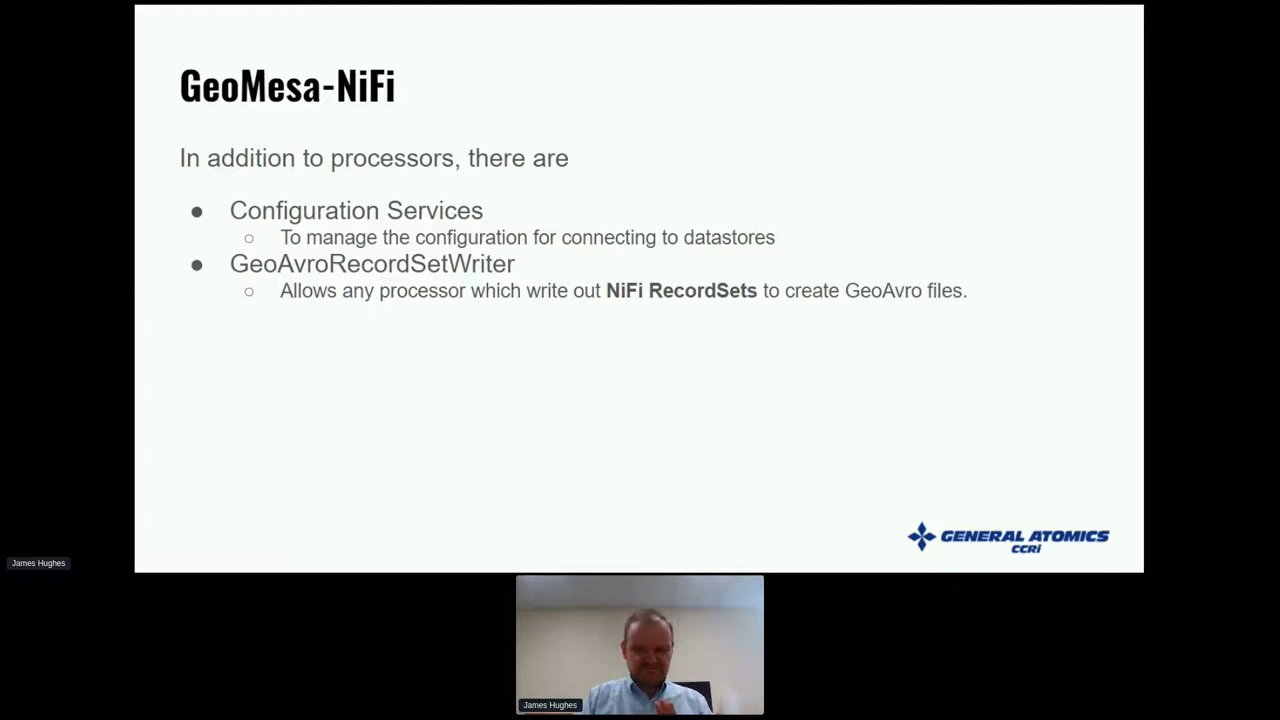 GeoMesa-NiFi
In addition to processors, there are
● Configuration Services
○ To manage the configuration for connecting to datastores
● GeoAvroRecordSetWriter
○ Allows any processor which write out NiFi RecordSets to create GeoAvro files.
GENERAL ATOMICS
CCRi
James Hughes
James Hughes